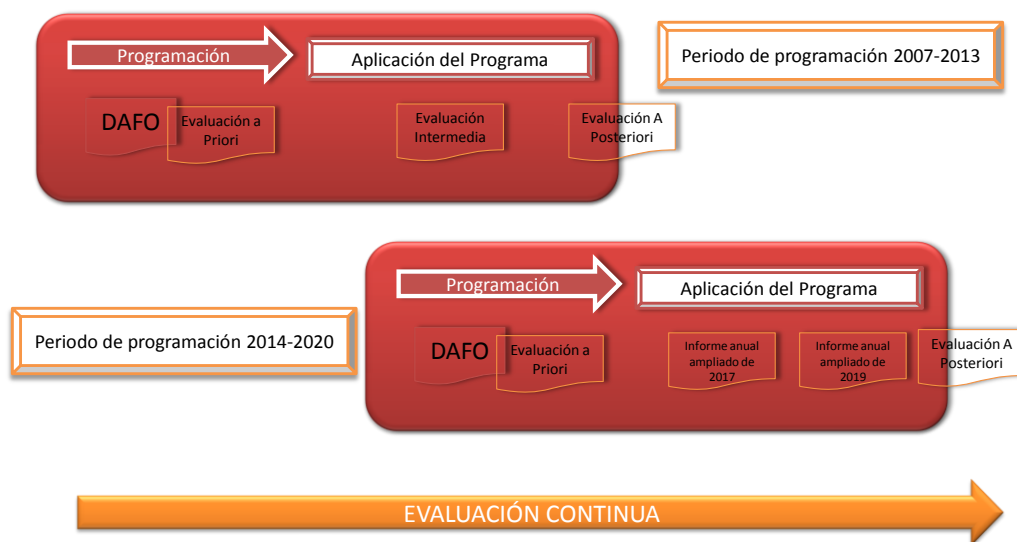 Programación
Aplicación del Programa
Periodo de programación 2007-2013
DAFO
Evaluación a
Priori
Evaluación
Intermedia
Evaluación A
Posteriori
Programación
Aplicación del Programa
Periodo de programación 2014-2020
DAFO
Evaluación a
Priori
Informe anual
ampliado de
2017
Informe anual
ampliado de
2019
Evaluación A
Posteriori
EVALUACIÓN CONTINUA